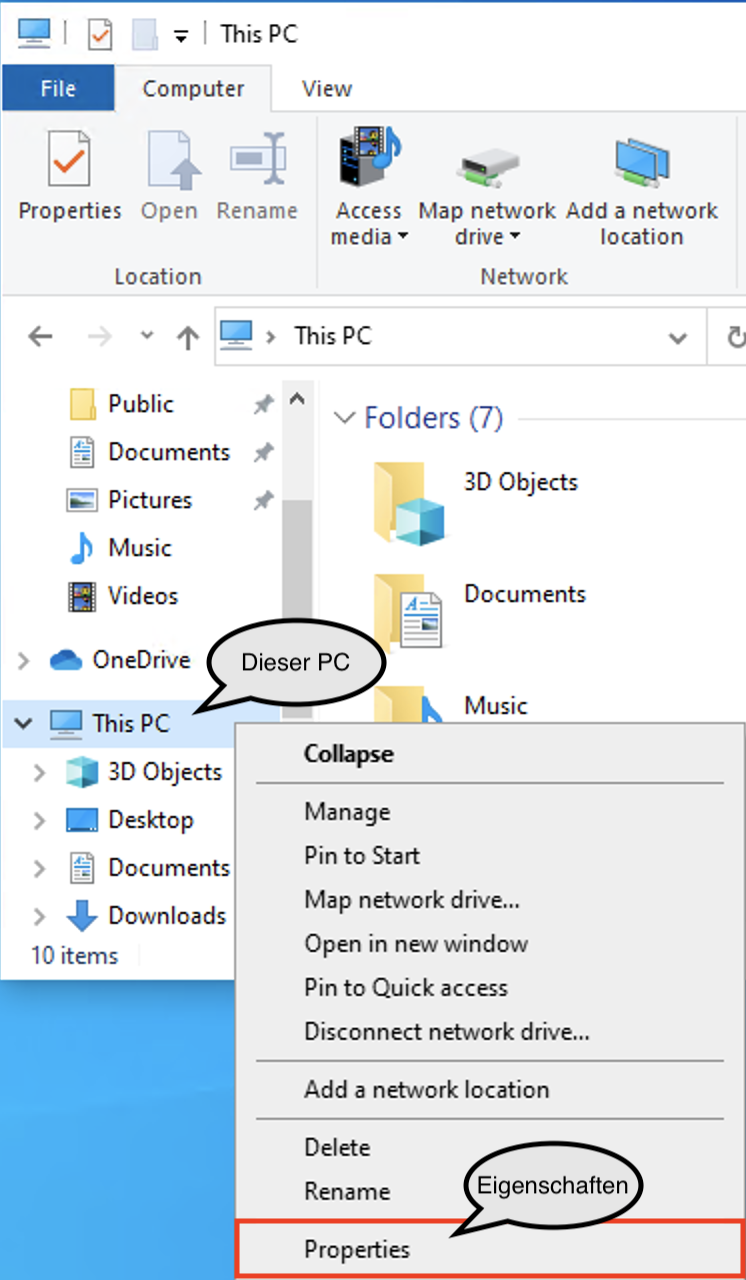 This PC
File Computer View
Properties Open Rename Access media Map network drive Add a network location
Location Network
This PC
Public
Documents
Pictures
Music
Videos
OneDrive
This PC
3D Objects
Desktop
Documents
Downloads
10 items
Folders (7)
3D Objects
Documents
Music
Dieser PC
Collapse
Manage
Pin to Start
Map network drive...
Open in new window
Pin to Quick access
Disconnect network drive...
Add a network location
Delete
Rename
Eigenschaften
Properties